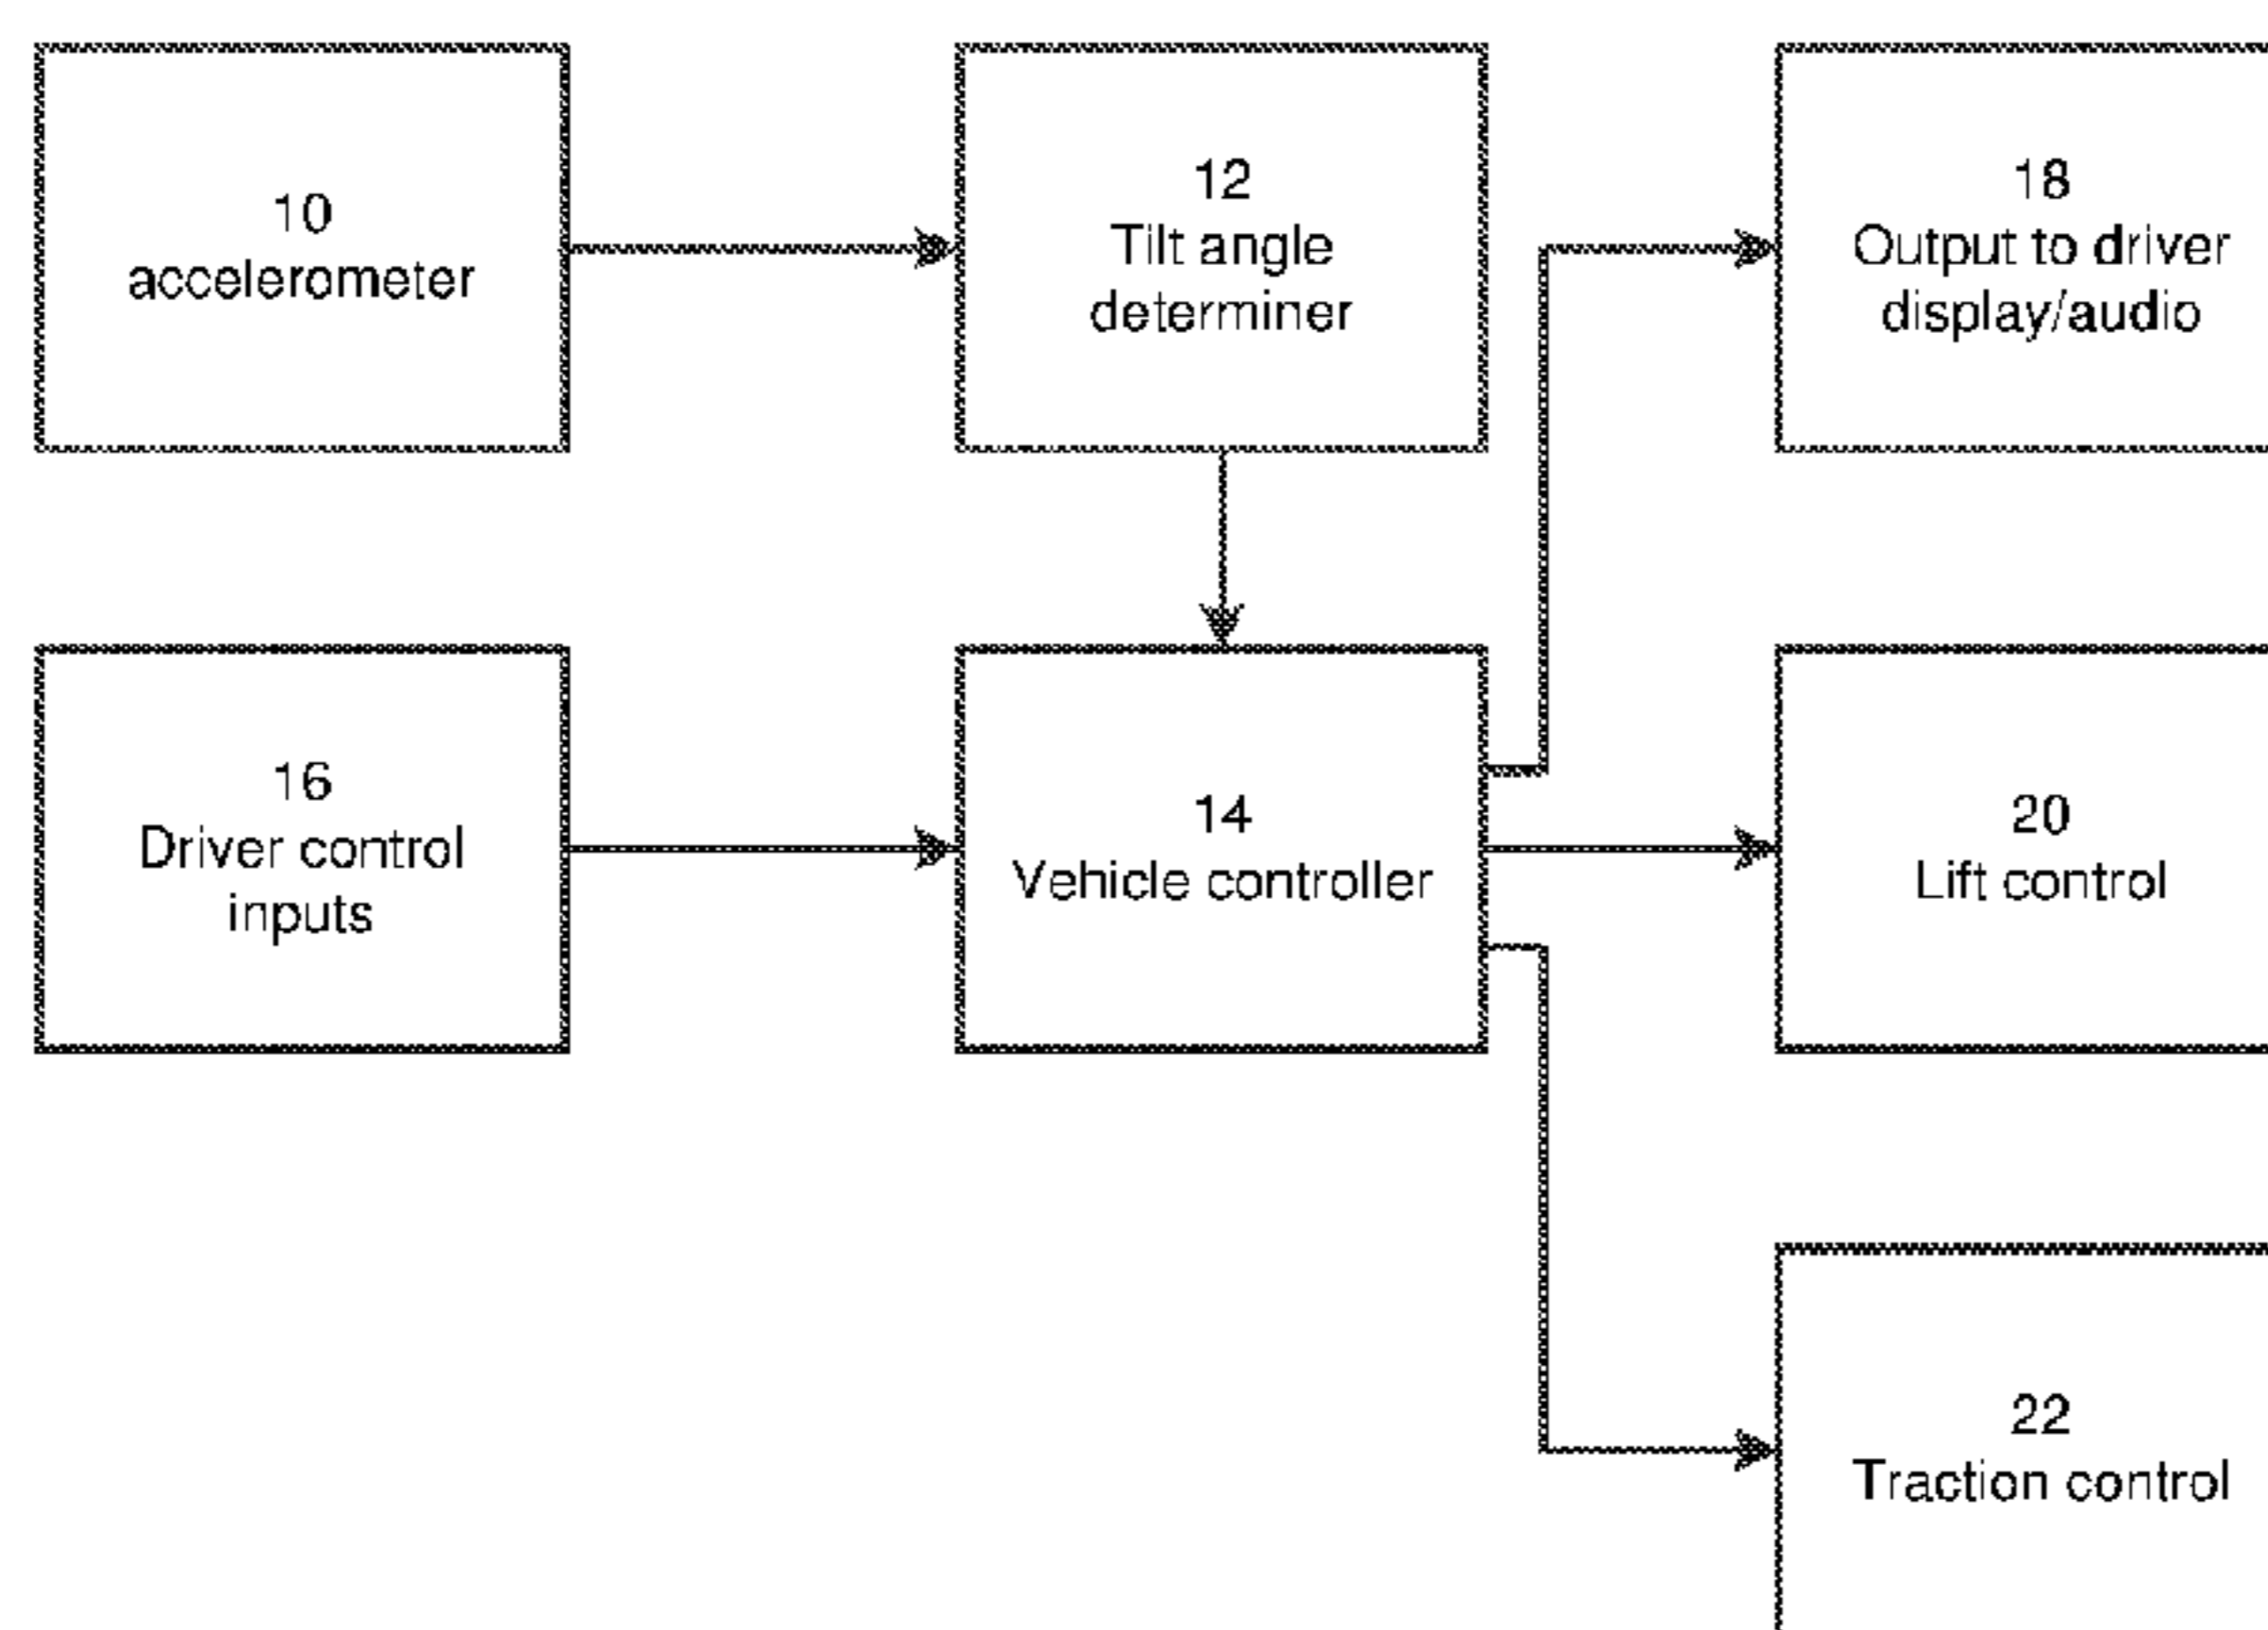 10
accelerometer
12
Tilt angle
determiner
18
Output to driver
display/audio
16
Driver control
inputs
14
Vehicle controller
20
Lift control
22
Traction control